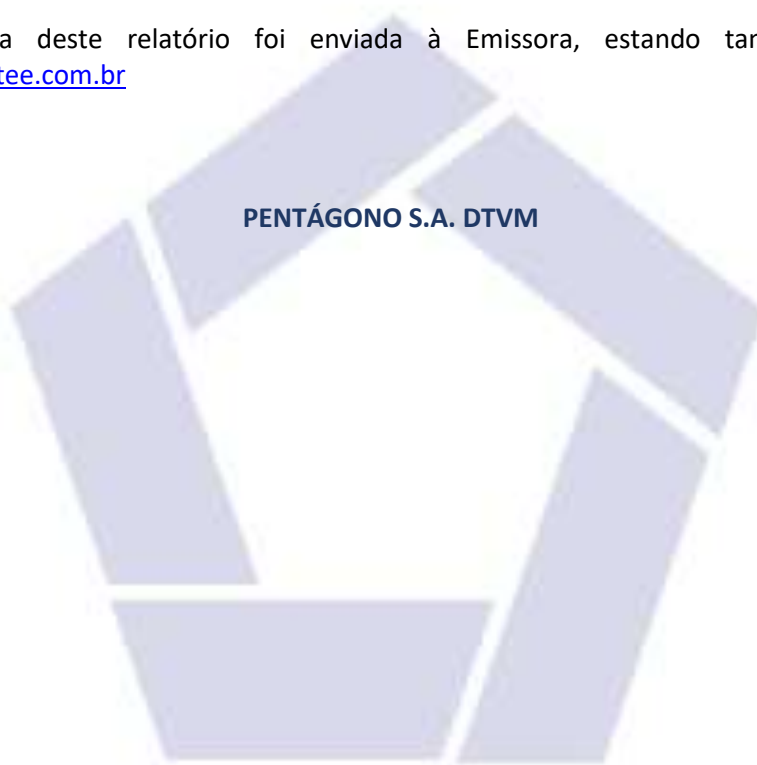 a deste relatório foi enviada à Emissora, estando tar
tee.com.br
PENTÁGONO S.A. DTVM